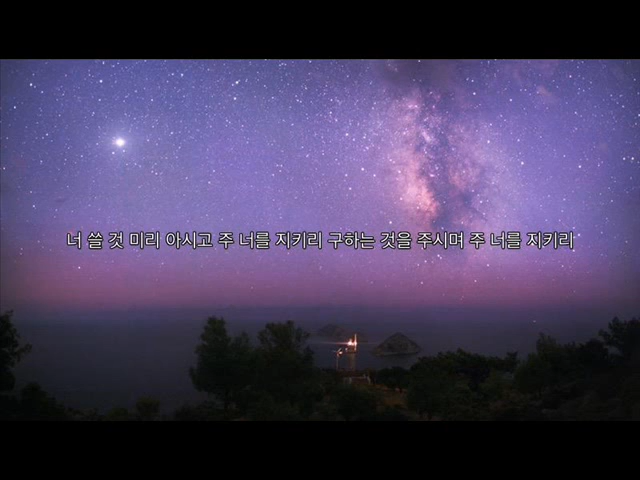 너 쓸 것 미리 아시고 주 너를 지키리 구하는 것을 주시며 주 너를 지키리